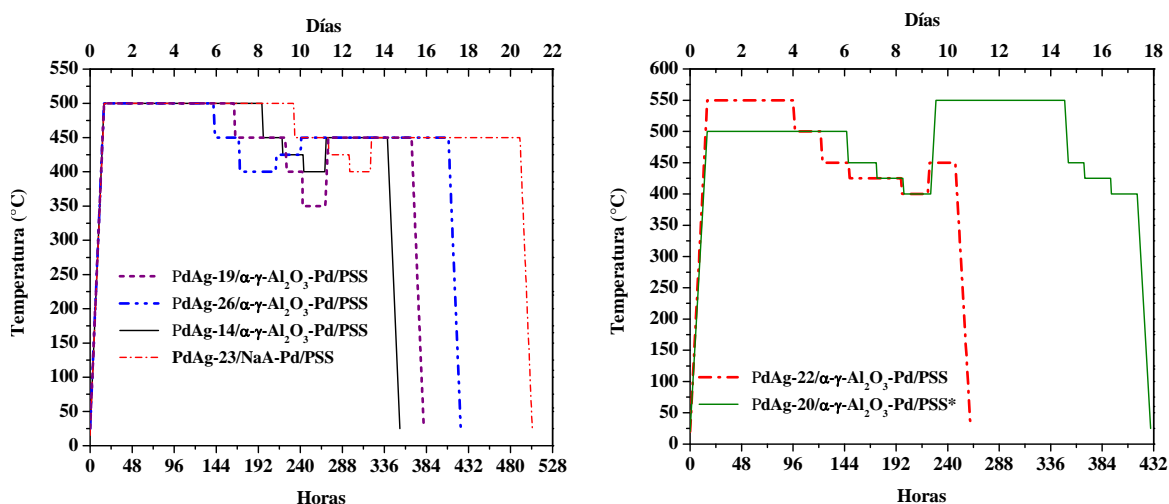 Días
0 2 4 6 8 10 12 14 16 18 20 22
550
500
450
400
350
300
250
200
150
100
50
0
Temperatura (°C)
PdAg-19/α-γ-Al₂O₃-Pd/PSS
PdAg-26/α-γ-Al₂O₃-Pd/PSS
PdAg-14/α-γ-Al₂O₃-Pd/PSS
PdAg-23/NaA-Pd/PSS
0 48 96 144 192 240 288 336 384 432 480 528
Horas
Días
0 2 4 6 8 10 12 14 16 18
600
550
500
450
400
350
300
250
200
150
100
50
0
Temperatura (°C)
PdAg-22/α-γ-Al₂O₃-Pd/PSS
PdAg-20/α-γ-Al₂O₃-Pd/PSS*
0 48 96 144 192 240 288 336 384 432
Horas